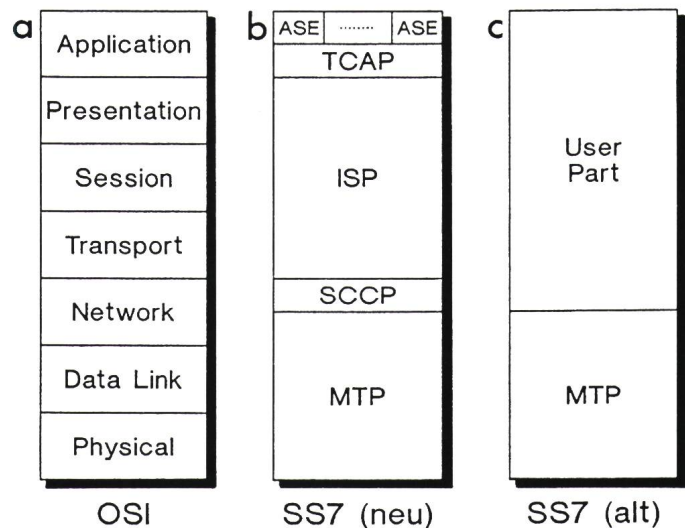 a
Application
Presentation
Session
Transport
Network
Data Link
Physical
OSI
b
ASE ........ ASE
TCAP
ISP
SCCP
MTP
SS7 (neu)
c
User
Part
MTP
SS7 (alt)